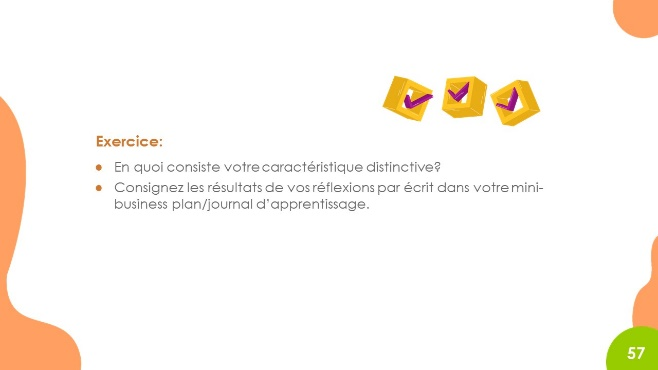 Exercice:
En quoi consiste votre caractéristique distinctive?
Consignez les résultats de vos réflexions par écrit dans votre mini-
business plan/journal d’apprentissage.
57